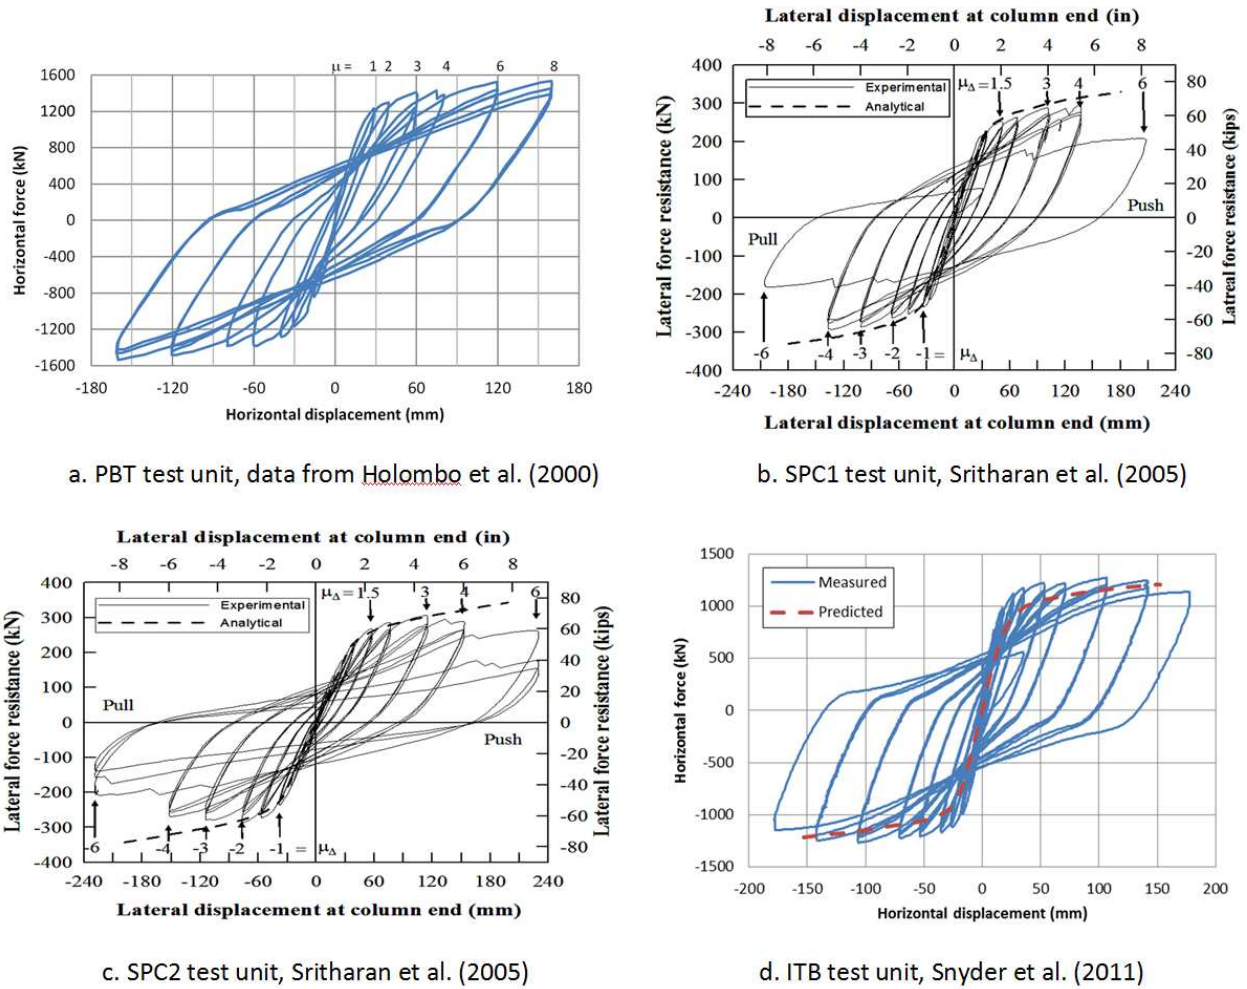 μ = 1 2 3 4 6 8
1600
1200
800
400
0
-400
-800
-1200
-1600
-180 -120 -60 0 60 120 180
Horizontal force (kN)
Horizontal displacement (mm)
a. PBT test unit, data from Holombo et al. (2000)
Lateral displacement at column end (in)
-8 -6 -4 -2 0 2 4 6 8
400
300
200
100
0
-100
-200
-300
-400
Lateral force resistance (kN)
Experimental
Analytical
μΔ=1.5 3 4 6
Pull
Push
-6 -4 -3 -2 -1= μΔ
80
60
40
20
0
-20
-40
-60
-80
Latreal force resistance (kips)
-240 -180 -120 -60 0 60 120 180 240
Lateral displacement at column end (mm)
b. SPC1 test unit, Sritharan et al. (2005)
Lateral displacement at column end (in)
-8 -6 -4 -2 0 2 4 6 8
400
300
200
100
0
-100
-200
-300
-400
Lateral force resistance (kN)
Experimental
Analytical
μΔ=1.5 3 4 6
Pull
Push
-6 -4 -3 -2 -1 = μΔ
80
60
40
20
0
-20
-40
-60
-80
Lateral force resistance (kips)
-240 -180 -120 -60 0 60 120 180 240
Lateral displacement at column end (mm)
c. SPC2 test unit, Sritharan et al. (2005)
1500
1000
500
0
-500
-1000
-1500
Horizontal force (kN)
Measured
Predicted
-200 -150 -100 -50 0 50 100 150 200
Horizontal displacement (mm)
d. ITB test unit, Snyder et al. (2011)